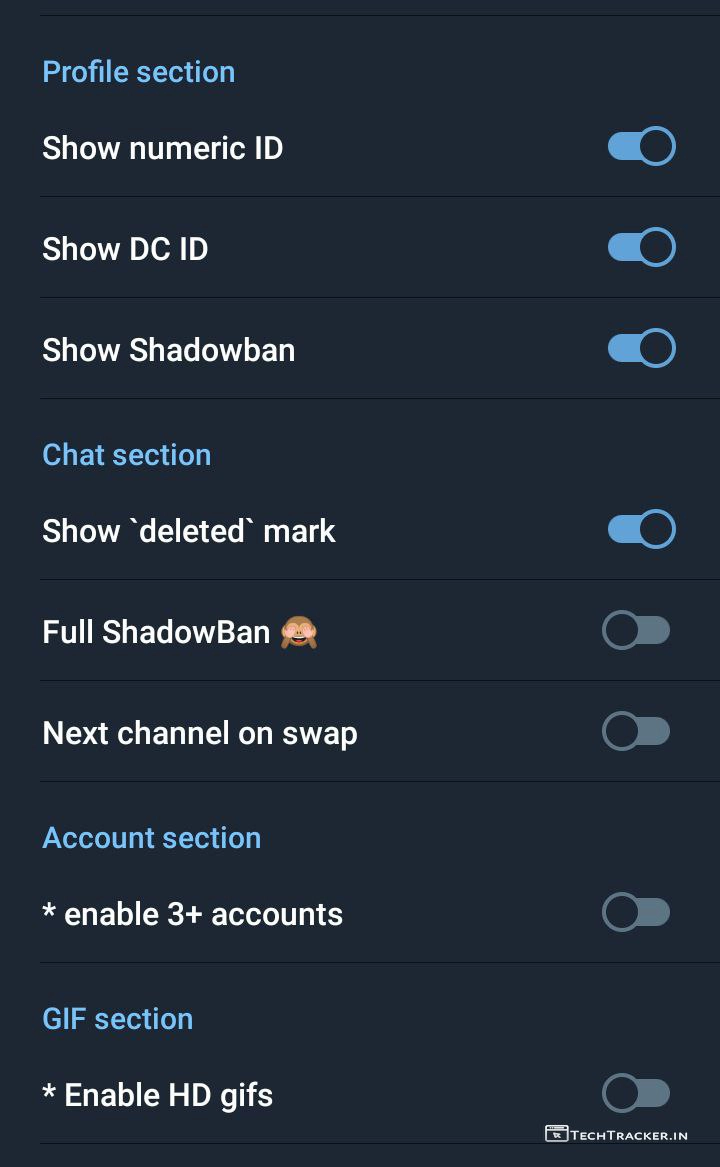 Profile section
Show numeric ID
Show DC ID
Show Shadowban
Chat section
Show `deleted` mark
Full ShadowBan 🙈
Next channel on swap
Account section
* enable 3+ accounts
GIF section
* Enable HD gifs
TECHTRACKER.IN